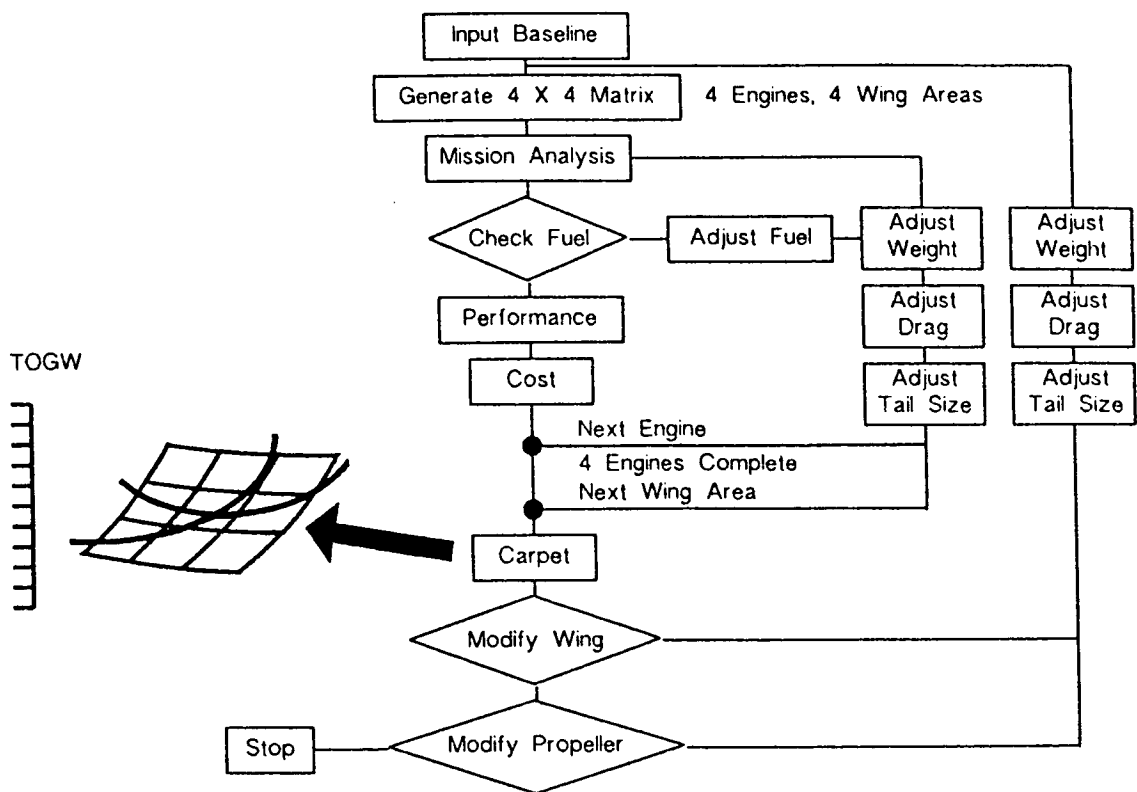 Input Baseline
Generate 4 X 4 Matrix
4 Engines, 4 Wing Areas
Mission Analysis
Check Fuel
Adjust Fuel
Adjust
Weight
Adjust
Weight
Performance
Adjust
Drag
Adjust
Drag
TOGW
Cost
Adjust
Tail Size
Adjust
Tail Size
Next Engine
4 Engines Complete
Next Wing Area
Carpet
Modify Wing
Stop
Modify Propeller